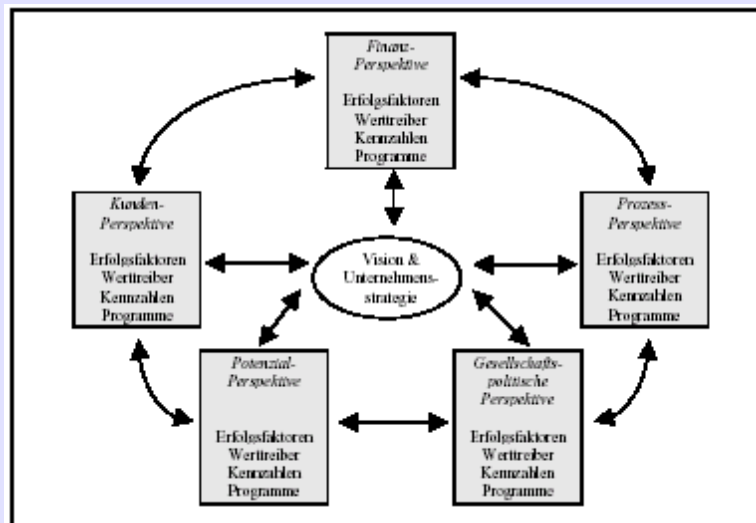 Finanz-
Perspektive
Erfolgsfaktoren
Werttreiber
Kennzahlen
Programme
Kunden-
Perspektive
Erfolgsfaktoren
Werttreiber
Kennzahlen
Programme
Vision &
Unternehmens-
strategie
Prozess-
Perspektive
Erfolgsfaktoren
Werttreiber
Kennzahlen
Programme
Potenzial-
Perspektive
Erfolgsfaktoren
Werttreiber
Kennzahlen
Programme
Gesellschafts-
politische
Perspektive
Erfolgsfaktoren
Werttreiber
Kennzahlen
Programme